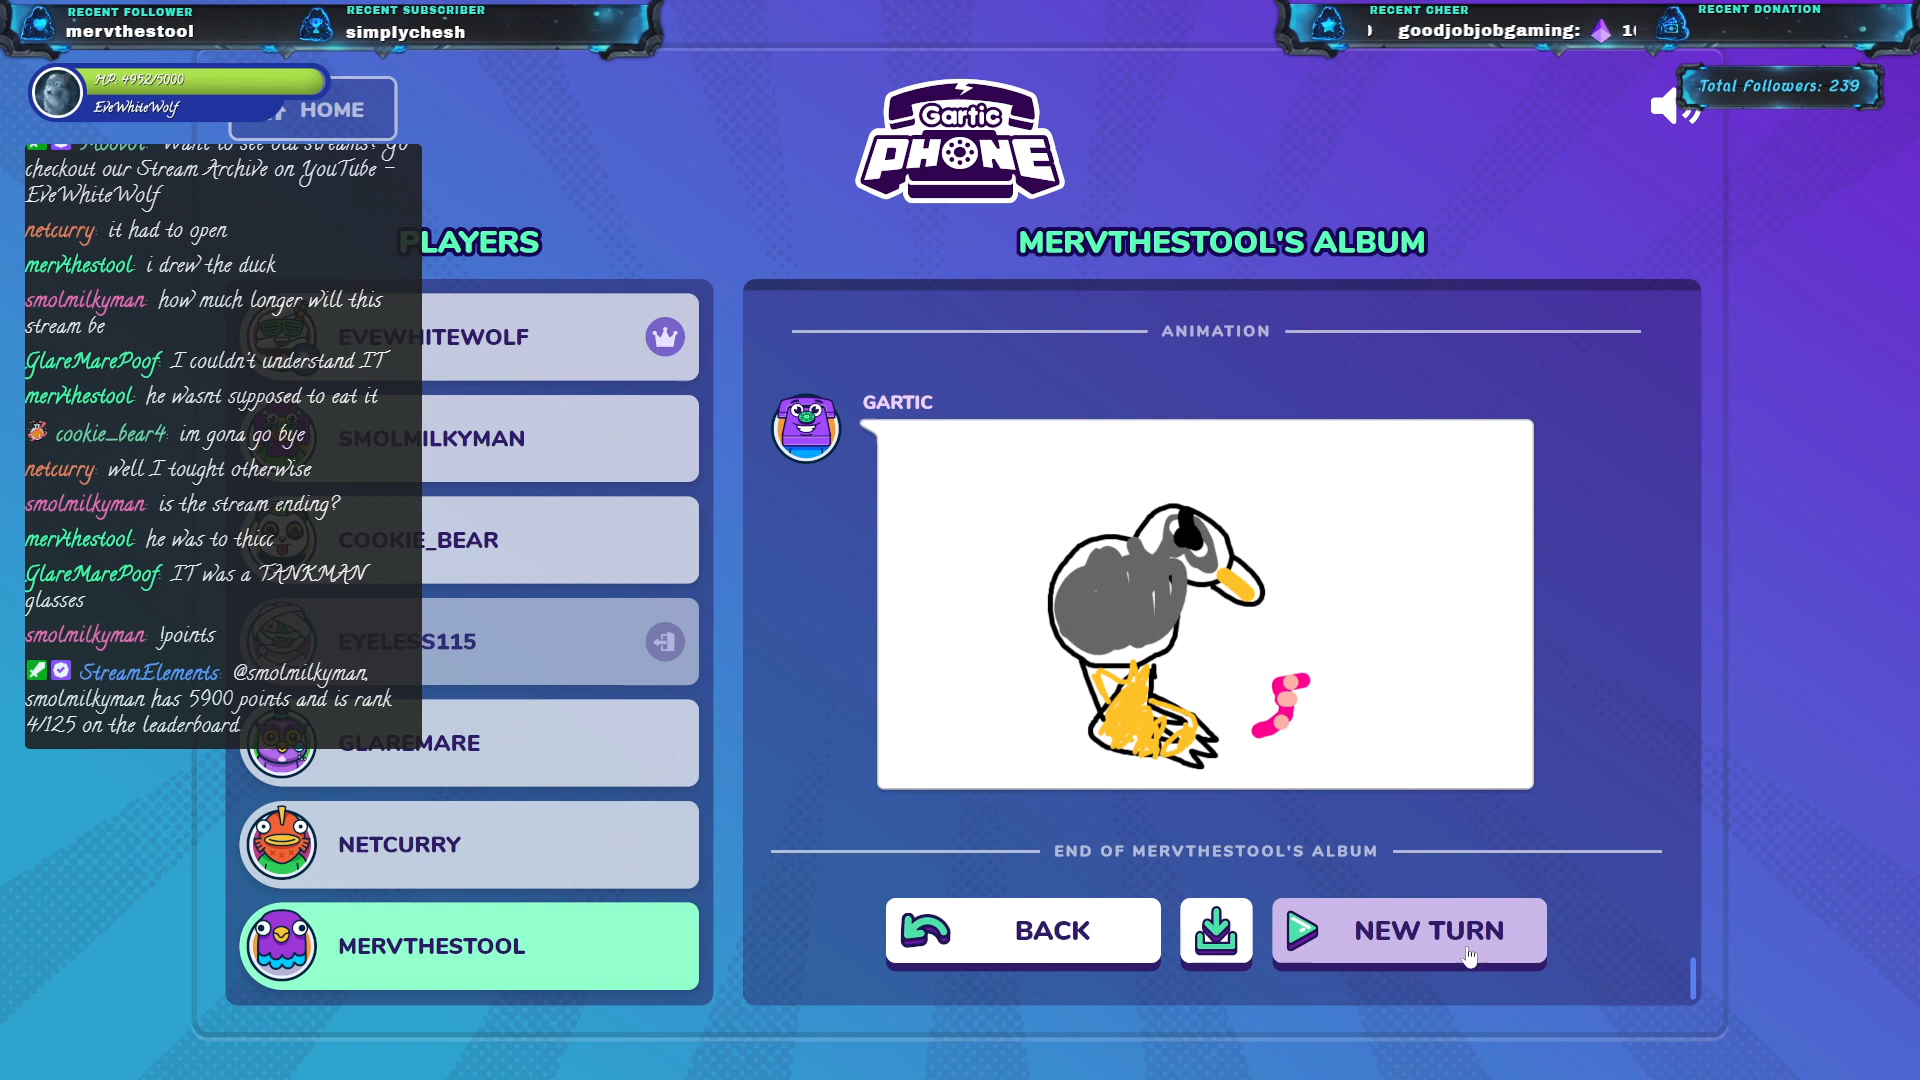 RECENT FOLLOWER
mervthestool
RECENT SUBSCRIBER
simplychesh
RECENT CHEER
goodjobjobgaming:
RECENT DONATION
HP: 4952/5000
EveWhiteWolf
HOME
Total Followers: 239
Gartic
PHONE
checkout our Stream Archive on YouTube -
EveWhiteWolf
netcurry: it had to open
mervthestool: i drew the duck
smolmilkyman: how much longer will this
stream be
GlareMarePoof: I couldn't understand IT
mervthestool: he wasnt supposed to eat it
cookie_bear4: im gona go bye
netcurry: well I tought otherwise
smolmilkyman: is the stream ending?
mervthestool: he was to thicc
GlareMarePoof: IT was a TANKMAN
glasses
smolmilkyman: !points
StreamElements: @smolmilkyman,
smolmilkyman has 5900 points and is rank
4/125 on the leaderboard.
PLAYERS
EVEWHITEWOLF
SMOLMILKYMAN
COOKIE_BEAR
EYELESS115
GLAREMARE
NETCURRY
MERVTHESTOOL
MERVTHESTOOL'S ALBUM
ANIMATION
GARTIC
END OF MERVTHESTOOL'S ALBUM
BACK
NEW TURN